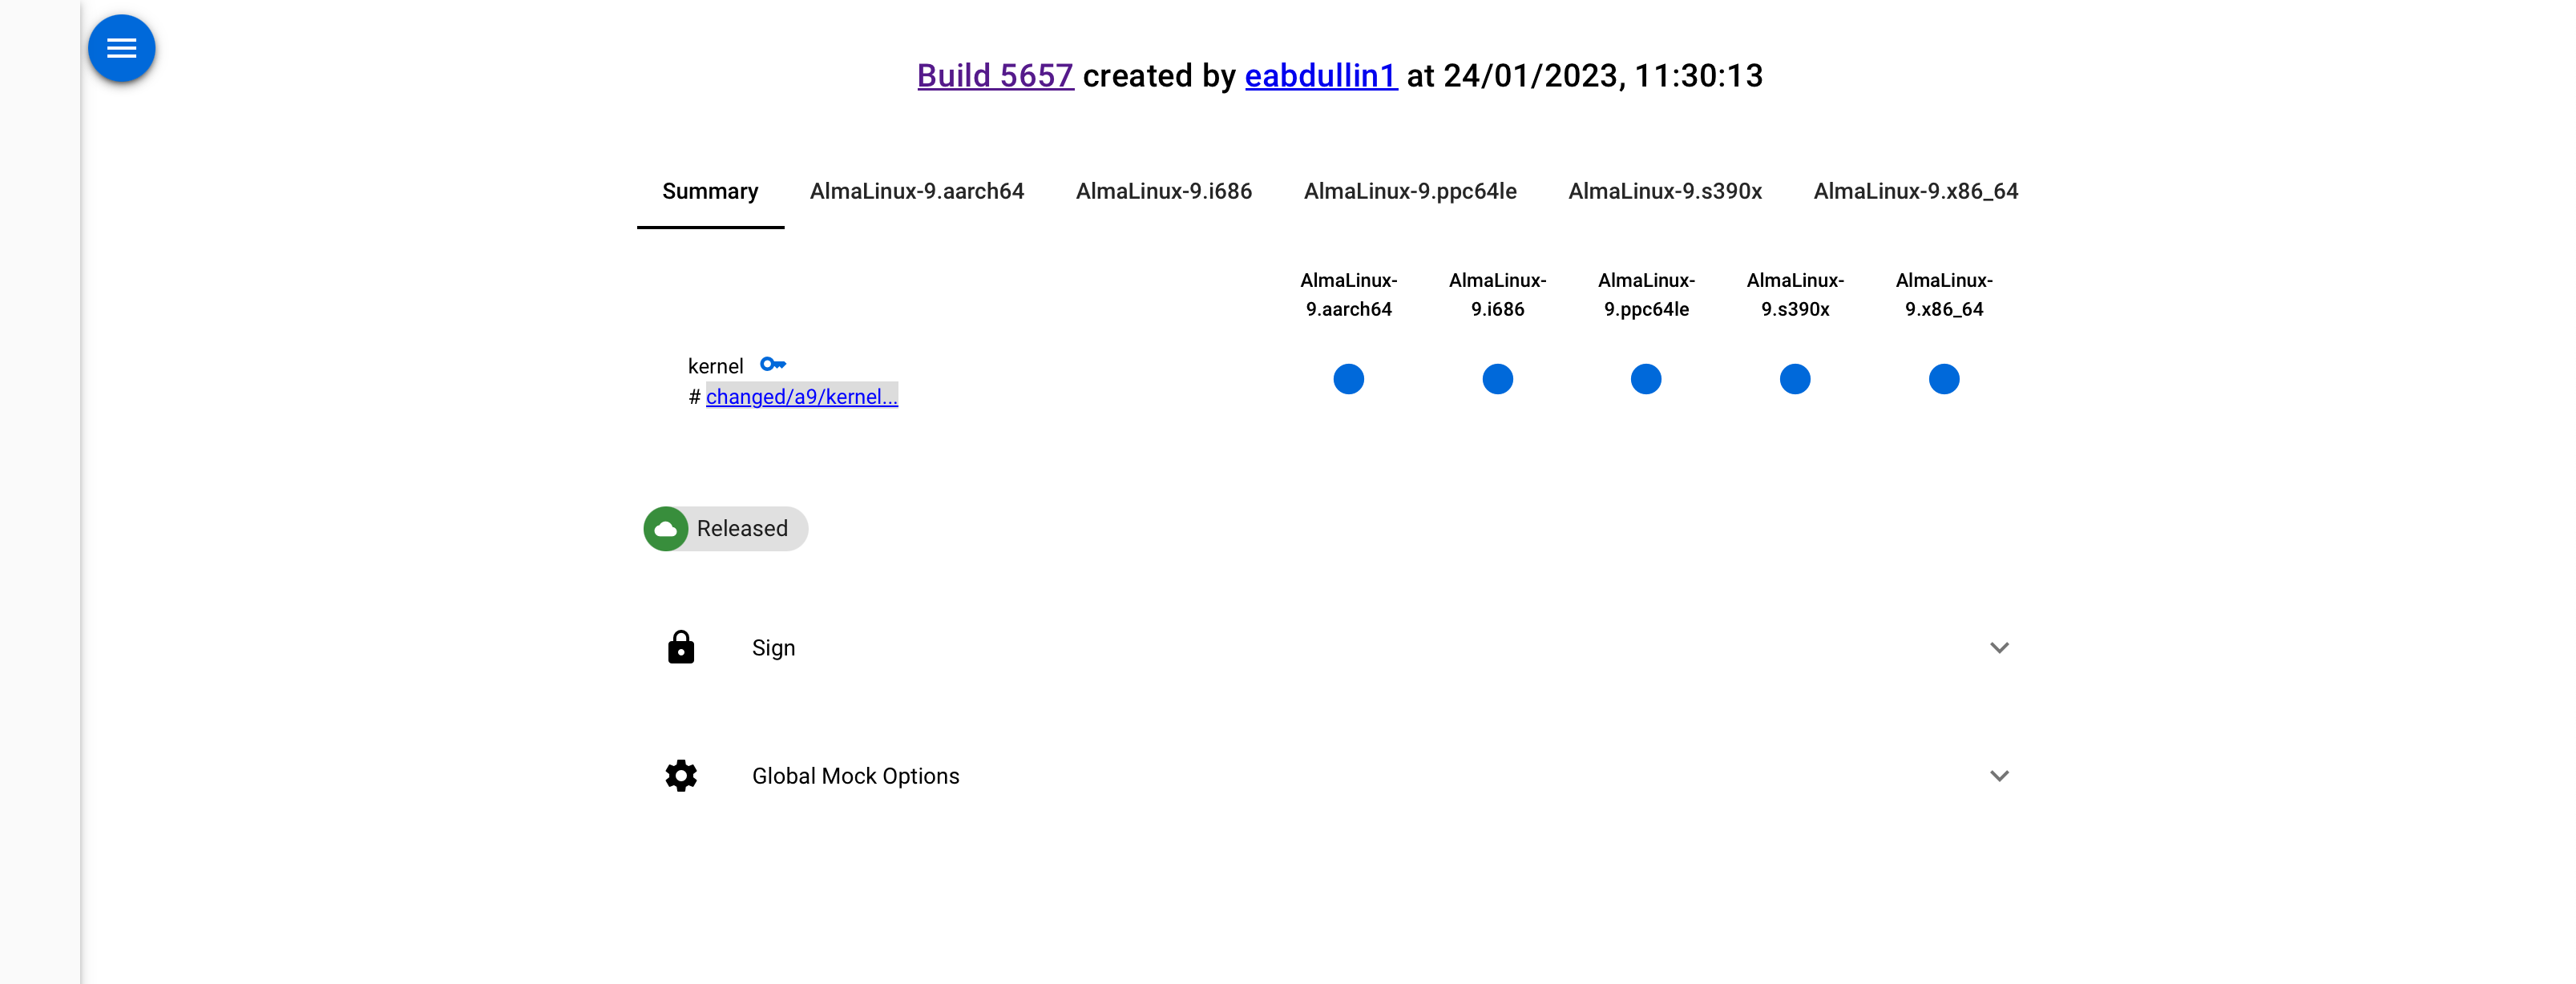 Build 5657 created by eabdullin1 at 24/01/2023, 11:30:13
Summary AlmaLinux-9.aarch64 AlmaLinux-9.i686 AlmaLinux-9.ppc64le AlmaLinux-9.s390x AlmaLinux-9.x86_64
AlmaLinux- AlmaLinux- AlmaLinux- AlmaLinux- AlmaLinux-
9.aarch64 9.i686 9.ppc64le 9.s390x 9.x86_64
kernel
# changed/a9/kernel...
Released
Sign
Global Mock Options